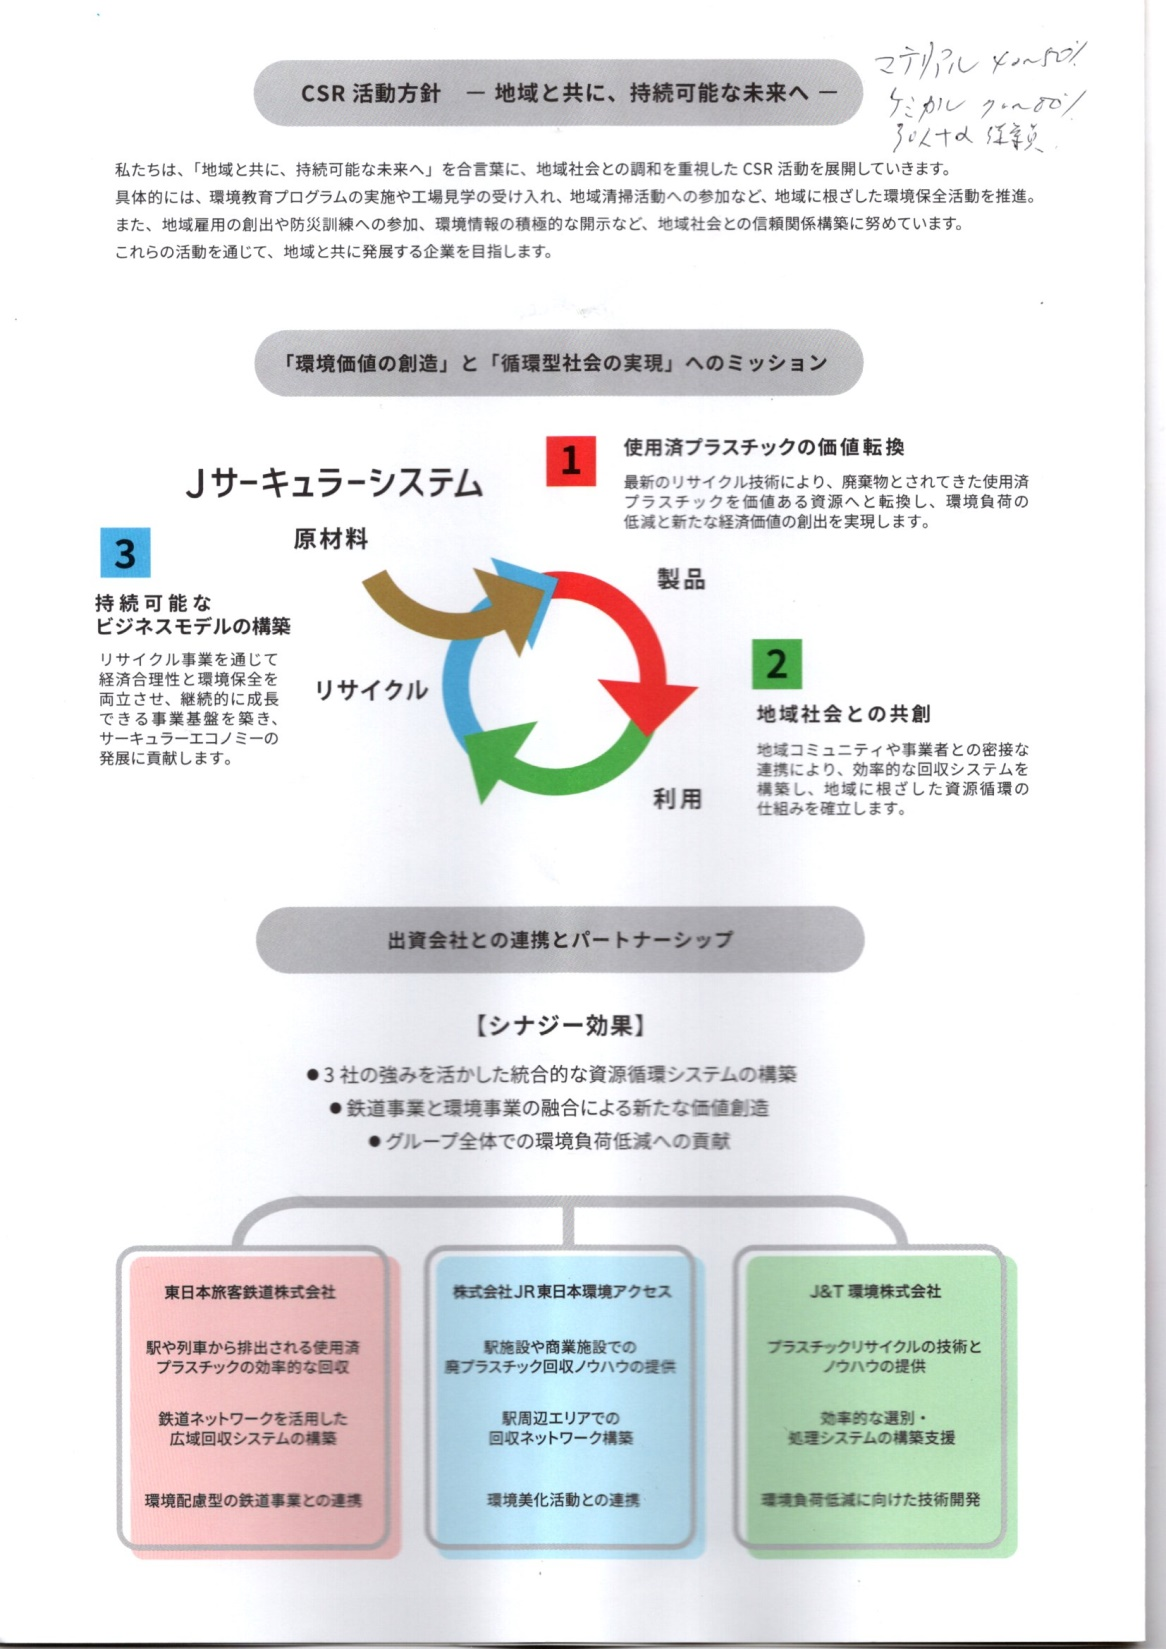 マテリアル 40〜50%
ケミカル 70〜80%
30人+α 従業員
CSR 活動方針 ― 地域と共に、持続可能な未来へ ―
私たちは、「地域と共に、持続可能な未来へ」を合言葉に、地域社会との調和を重視した CSR 活動を展開していきます。
具体的には、環境教育プログラムの実施や工場見学の受け入れ、地域清掃活動への参加など、地域に根ざした環境保全活動を推進。
また、地域雇用の創出や防災訓練への参加、環境情報の積極的な開示など、地域社会との信頼関係構築に努めています。
これらの活動を通じて、地域と共に発展する企業を目指します。
「環境価値の創造」と「循環型社会の実現」へのミッション
Jサーキュラーシステム
1
使用済プラスチックの価値転換
最新のリサイクル技術により、廃棄物とされてきた使用済
プラスチックを価値ある資源へと転換し、環境負荷の
低減と新たな経済価値の創出を実現します。
原材料
製品
リサイクル
利用
2
地域社会との共創
地域コミュニティや事業者との密接な
連携により、効率的な回収システムを
構築し、地域に根ざした資源循環の
仕組みを確立します。
3
持続可能な
ビジネスモデルの構築
リサイクル事業を通じて
経済合理性と環境保全を
両立させ、継続的に成長
できる事業基盤を築き、
サーキュラーエコノミーの
発展に貢献します。
出資会社との連携とパートナーシップ
【シナジー効果】
●3 社の強みを活かした統合的な資源循環システムの構築
●鉄道事業と環境事業の融合による新たな価値創造
●グループ全体での環境負荷低減への貢献
東日本旅客鉄道株式会社
駅や列車から排出される使用済
プラスチックの効率的な回収
鉄道ネットワークを活用した
広域回収システムの構築
環境配慮型の鉄道事業との連携
株式会社JR東日本環境アクセス
駅施設や商業施設での
廃プラスチック回収ノウハウの提供
駅周辺エリアでの
回収ネットワーク構築
環境美化活動との連携
J&T 環境株式会社
プラスチックリサイクルの技術と
ノウハウの提供
効率的な選別・
処理システムの構築支援
環境負荷低減に向けた技術開発